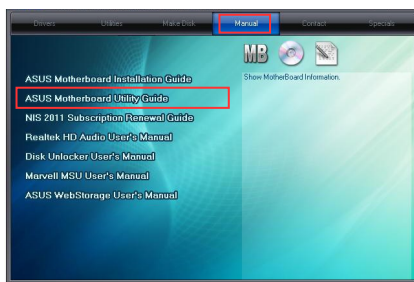 Drivers Utilities Make Disk Manual Contact Specials
MB
Show MotherBoard Information.
ASUS Motherboard Installation Guide
ASUS Motherboard Utility Guide
NIS 2011 Subscription Renewal Guide
Realtek HD Audio User's Manual
Disk Unlocker User's Manual
Marvell MSU User's Manual
ASUS WebStorage User's Manual